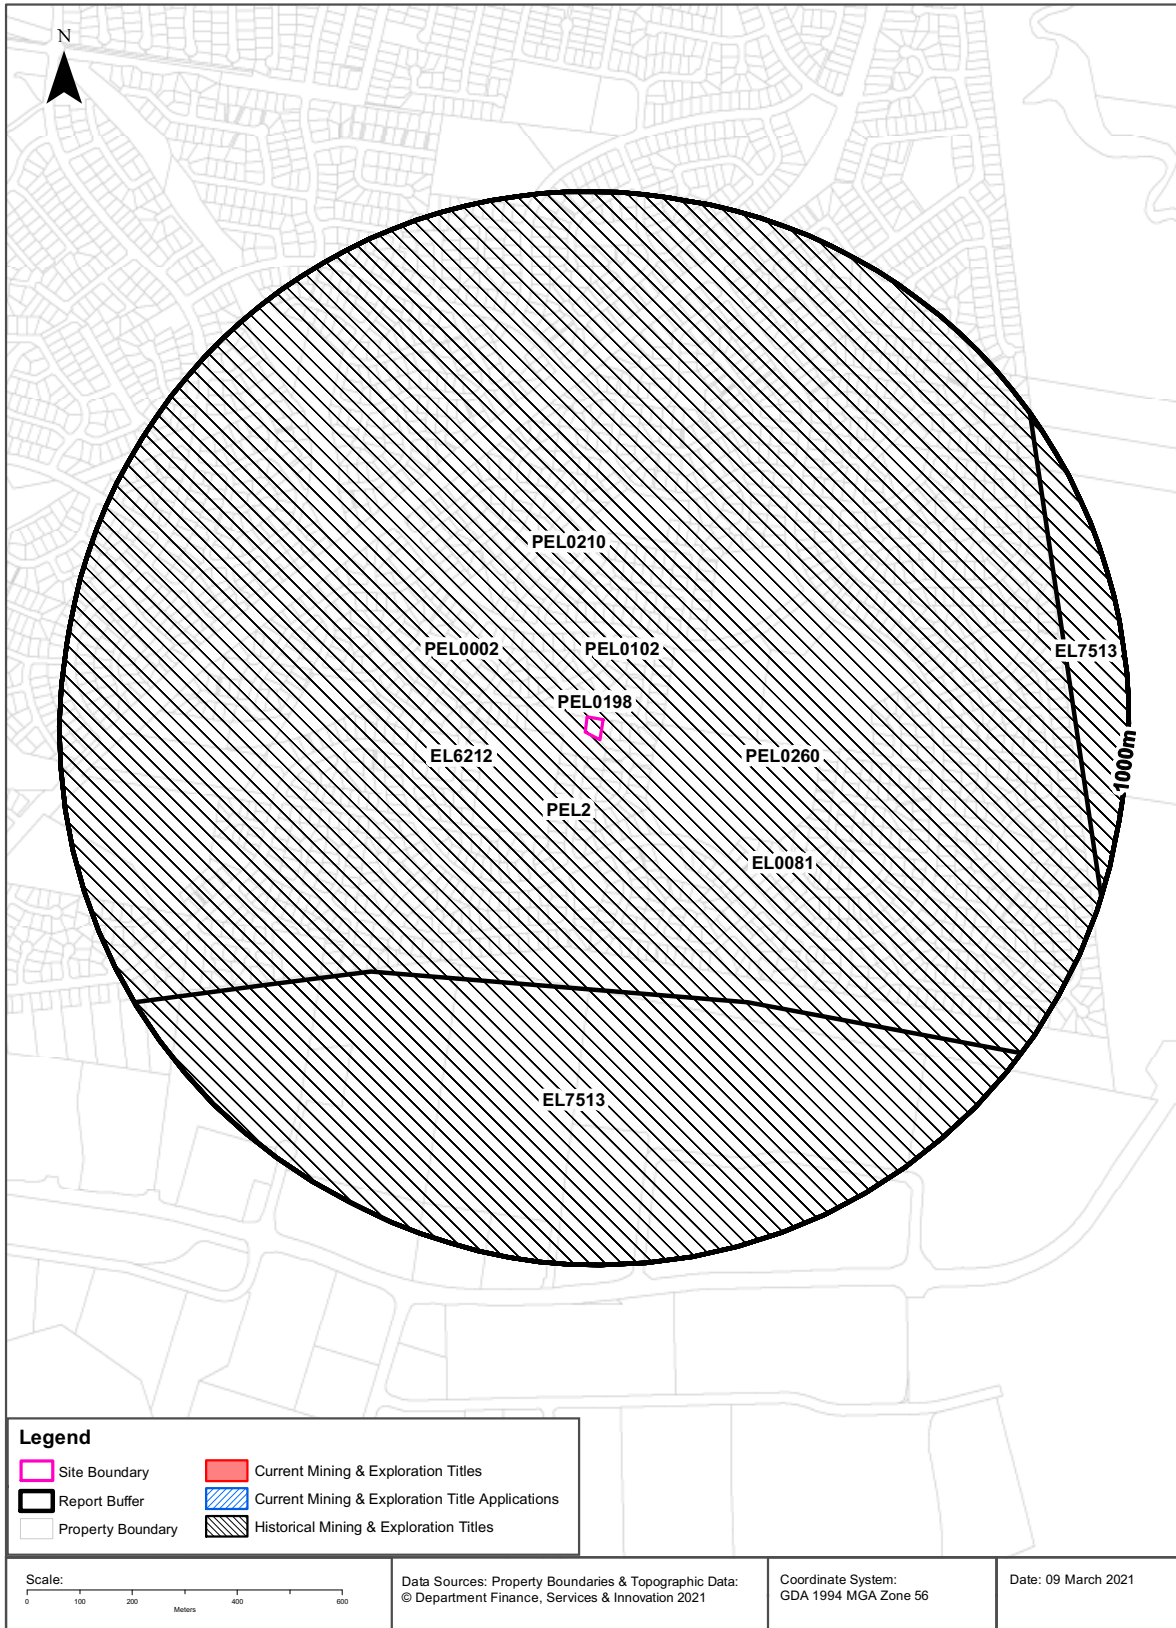 N
PEL0210
PEL0002
PEL0102
EL7513
PEL0198
EL6212
PEL0260
1000m
PEL2
EL0081
EL7513
Legend
Site Boundary
Report Buffer
Property Boundary
Current Mining & Exploration Titles
Current Mining & Exploration Title Applications
Historical Mining & Exploration Titles
Scale:
0 100 200 400 600
Meters
Data Sources: Property Boundaries & Topographic Data:
© Department Finance, Services & Innovation 2021
Coordinate System:
GDA 1994 MGA Zone 56
Date: 09 March 2021